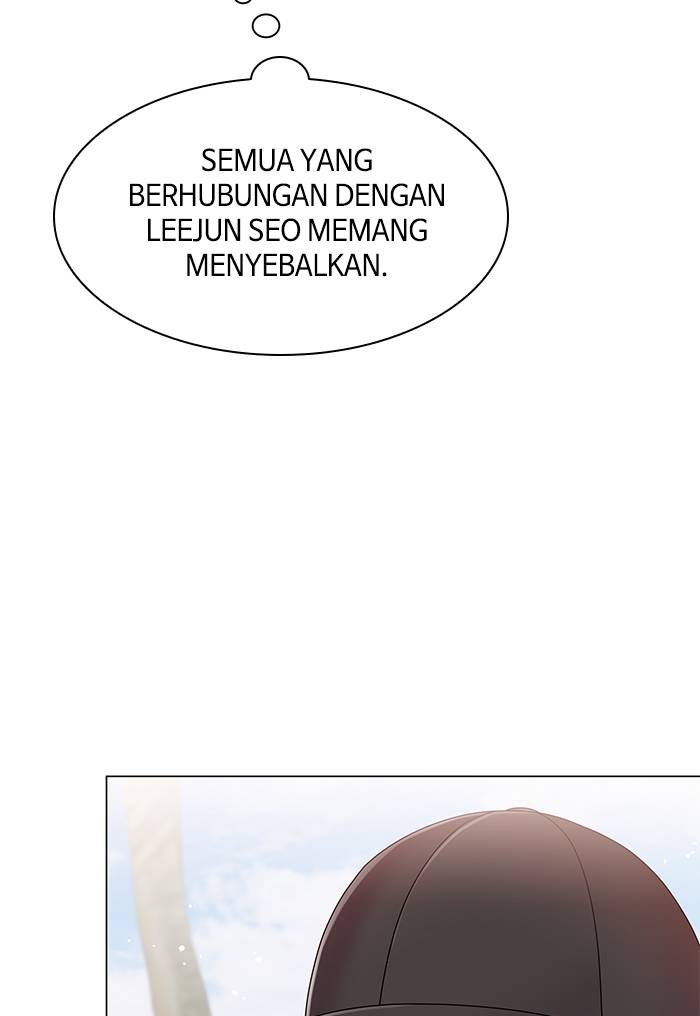 SEMUA YANG
BERHUBUNGAN DENGAN
LEEJUN SEO MEMANG
MENYEBALKAN.